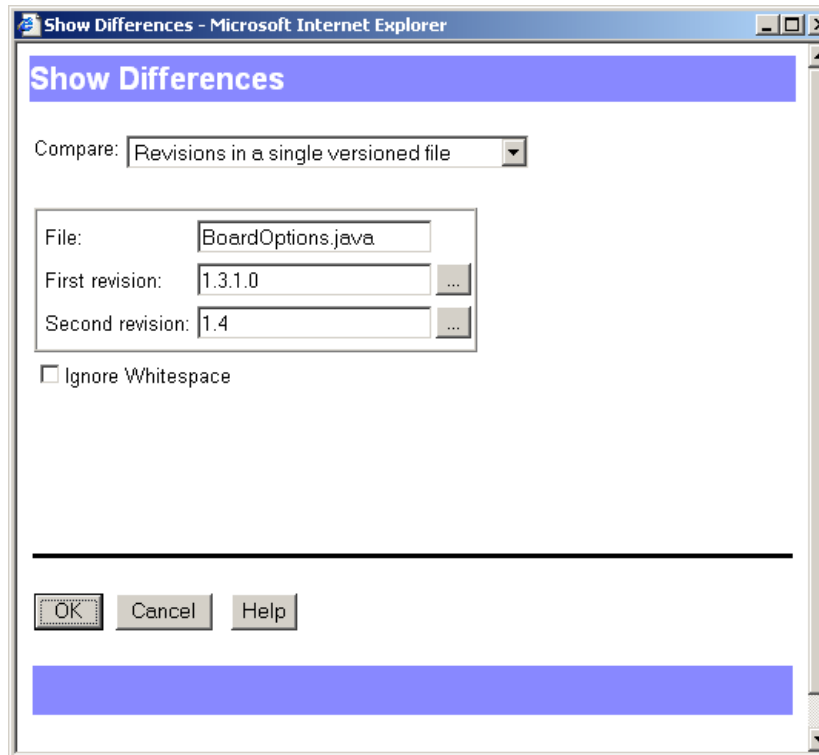 Show Differences - Microsoft Internet Explorer
Show Differences
Compare: Revisions in a single versioned file
File: BoardOptions.java
First revision: 1.3.1.0 ...
Second revision: 1.4 ...
Ignore Whitespace
OK Cancel Help